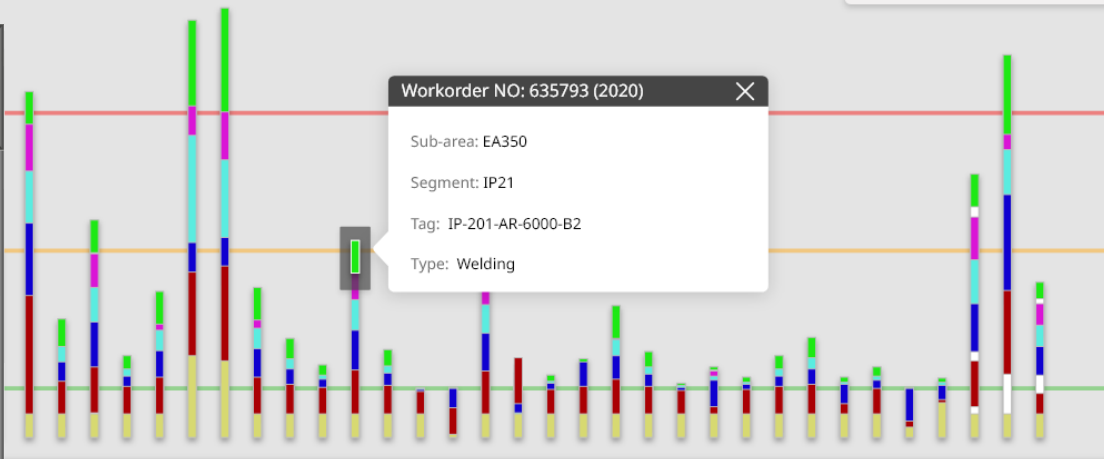 Workorder NO: 635793 (2020)
Sub-area: EA350
Segment: IP21
Tag: IP-201-AR-6000-B2
Type: Welding